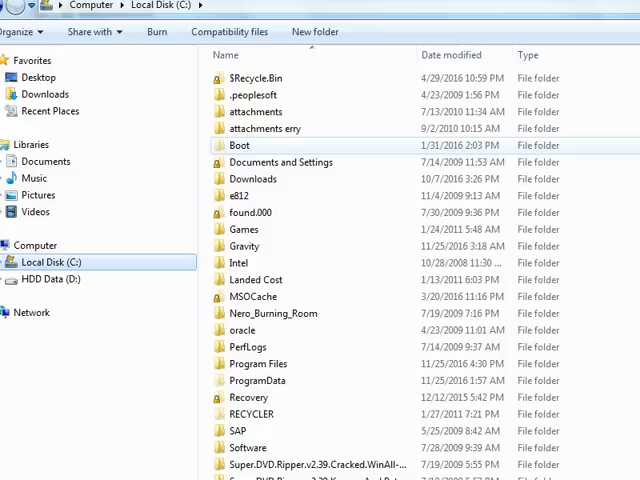 Computer Local Disk (C:)
Organize Share with Burn Compatibility files New folder
Name Date modified Type
Favorites
Desktop
Downloads
Recent Places
Libraries
Documents
Music
Pictures
Videos
Computer
Local Disk (C:)
HDD Data (D:)
Network
$Recycle.Bin 4/29/2016 10:59 PM File folder
.peoplesoft 4/23/2009 1:56 PM File folder
attachments 7/13/2010 11:34 AM File folder
attachments erry 9/2/2010 10:15 AM File folder
Boot 1/31/2016 2:03 PM File folder
Documents and Settings 7/14/2009 11:53 AM File folder
Downloads 10/7/2016 3:26 PM File folder
e812 11/4/2009 9:13 AM File folder
found.000 7/30/2009 9:36 PM File folder
Games 1/24/2011 5:48 AM File folder
Gravity 11/25/2016 3:18 AM File folder
Intel 10/28/2008 11:30 ... File folder
Landed Cost 1/13/2011 6:03 PM File folder
MSOCache 3/20/2016 11:16 PM File folder
Nero_Burning_Room 7/19/2009 7:16 PM File folder
oracle 4/23/2009 11:01 AM File folder
PerfLogs 7/14/2009 9:37 AM File folder
Program Files 11/25/2016 4:30 PM File folder
ProgramData 11/25/2016 1:57 AM File folder
Recovery 12/12/2015 5:42 PM File folder
RECYCLER 1/27/2011 7:21 PM File folder
SAP 5/25/2009 8:42 AM File folder
Software 7/28/2009 9:39 AM File folder
Super.DVD.Ripper.v2.39.Cracked.WinAll-... 7/19/2009 5:55 PM File folder